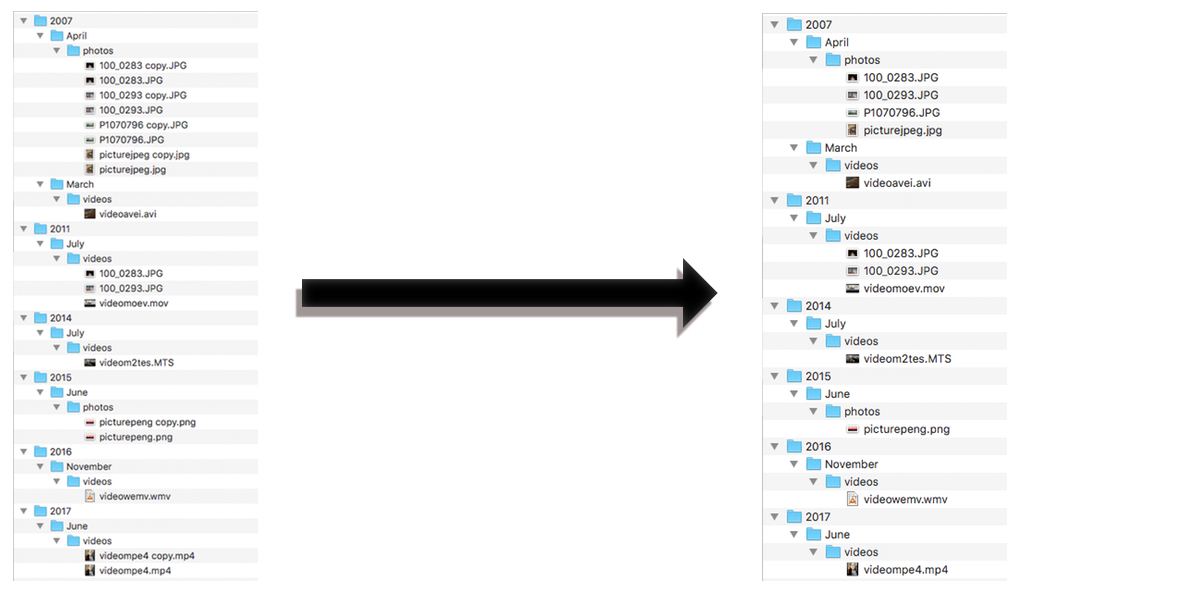 2007
April
photos
100_0283 copy.JPG
100_0283.JPG
100_0293 copy.JPG
100_0293.JPG
P1070796 copy.JPG
P1070796.JPG
picturejpeg copy.jpg
picturejpeg.jpg
March
videos
videoavei.avi
2011
July
videos
100_0283.JPG
100_0293.JPG
videomoev.mov
2014
July
videos
videom2tes.MTS
2015
June
photos
picturepeng copy.png
picturepeng.png
2016
November
videos
videowemv.wmv
2017
June
videos
videompe4 copy.mp4
videompe4.mp4
2007
April
photos
100_0283.JPG
100_0293.JPG
P1070796.JPG
picturejpeg.jpg
March
videos
videoavei.avi
2011
July
videos
100_0283.JPG
100_0293.JPG
videomoev.mov
2014
July
videos
videom2tes.MTS
2015
June
photos
picturepeng.png
2016
November
videos
videowemv.wmv
2017
June
videos
videompe4.mp4